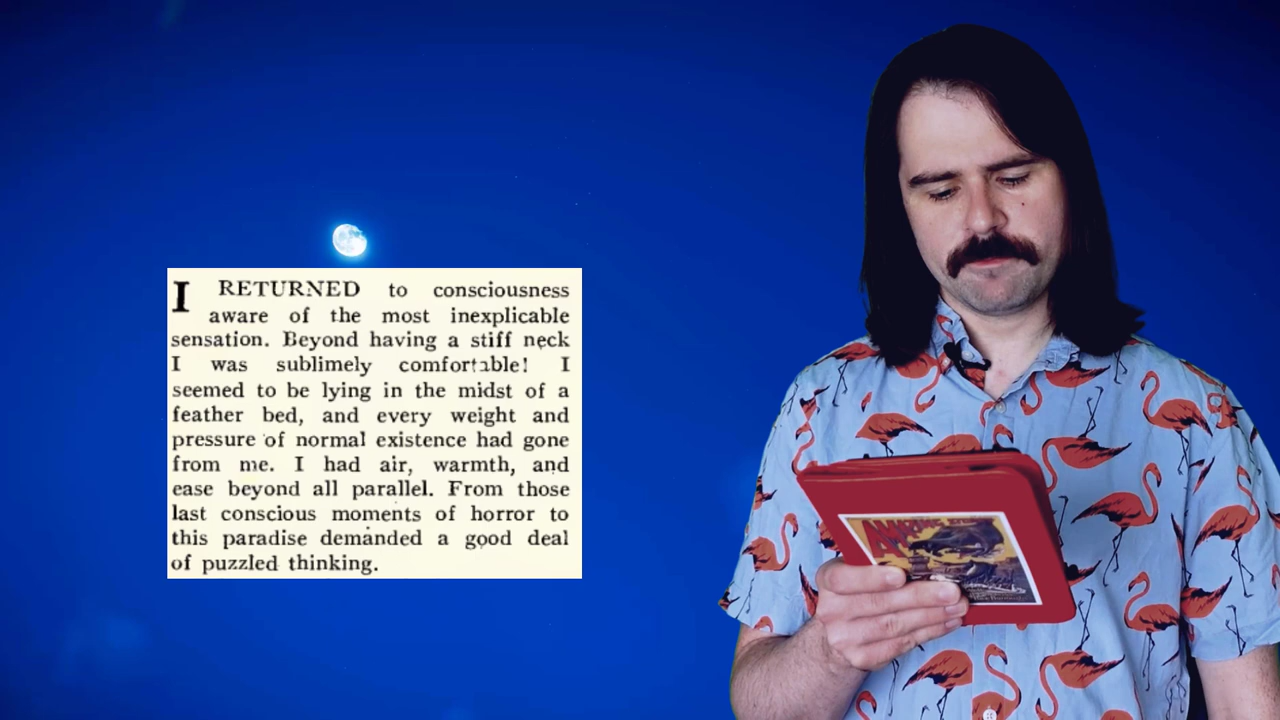 I RETURNED to consciousness
aware of the most inexplicable
sensation. Beyond having a stiff neck
I was sublimely comfortable! I
seemed to be lying in the midst of a
feather bed, and every weight and
pressure of normal existence had gone
from me. I had air, warmth, and
ease beyond all parallel. From those
last conscious moments of horror to
this paradise demanded a good deal
of puzzled thinking.
AMAZING